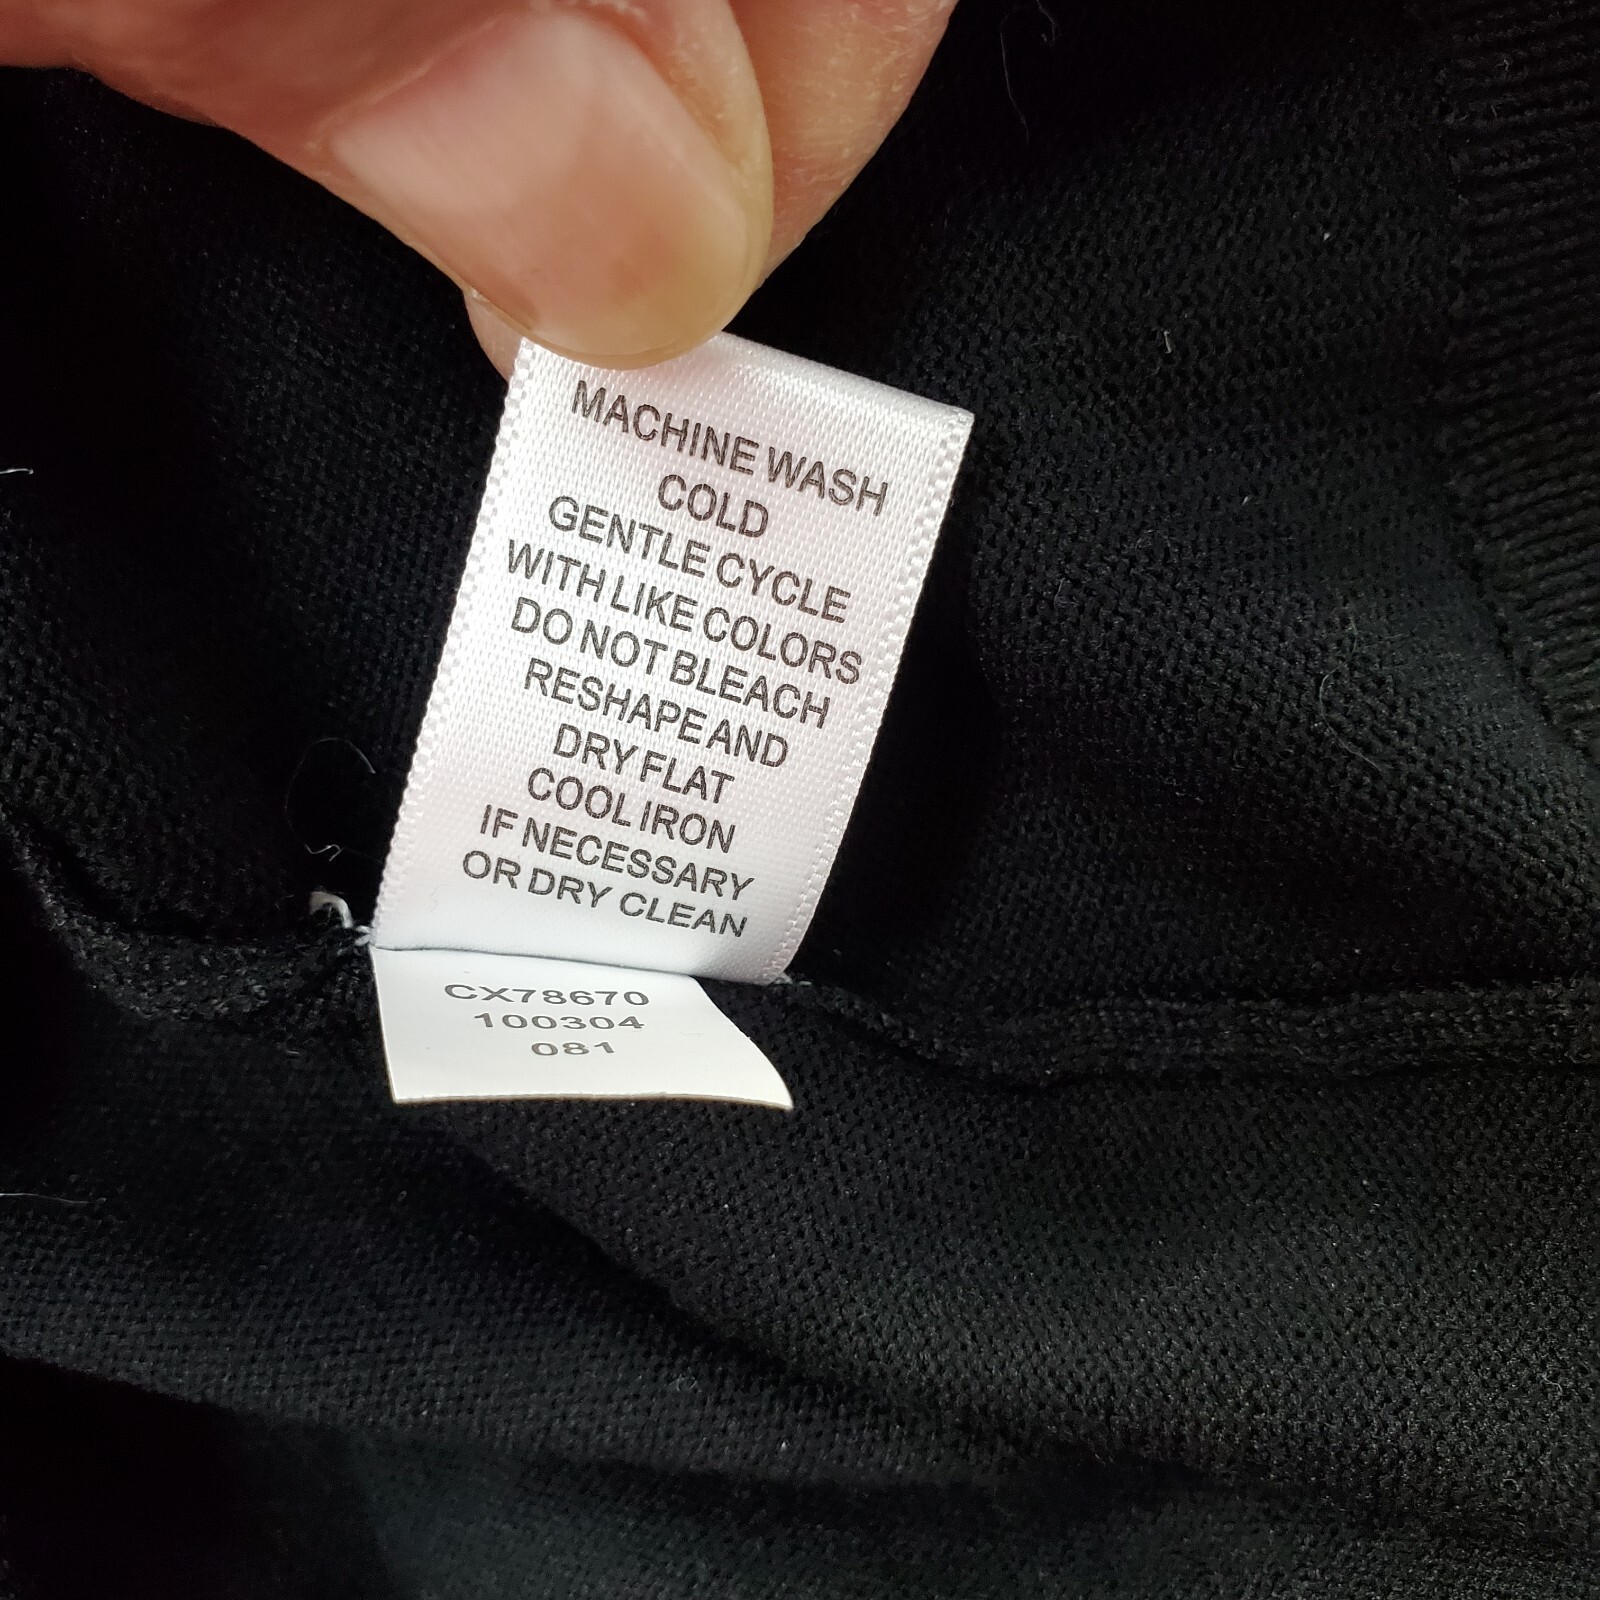 MACHINE WASH
COLD
GENTLE CYCLE
WITH LIKE COLORS
DO NOT BLEACH
RESHAPE AND
DRY FLAT
COOL IRON
IF NECESSARY
OR DRY CLEAN
CX78670
100304
081